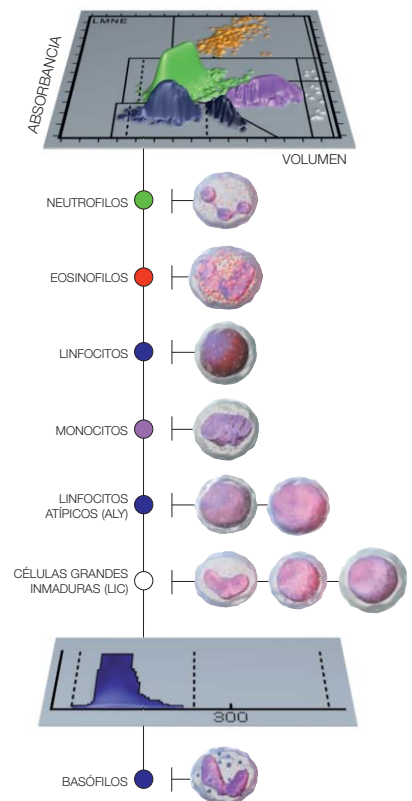 LMNE
ABSORBANCIA
VOLUMEN
NEUTROFILOS
EOSINOFILOS
LINFOCITOS
MONOCITOS
LINFOCITOS
ATÍPICOS (ALY)
CÉLULAS GRANDES
INMADURAS (LIC)
300
BASÓFILOS